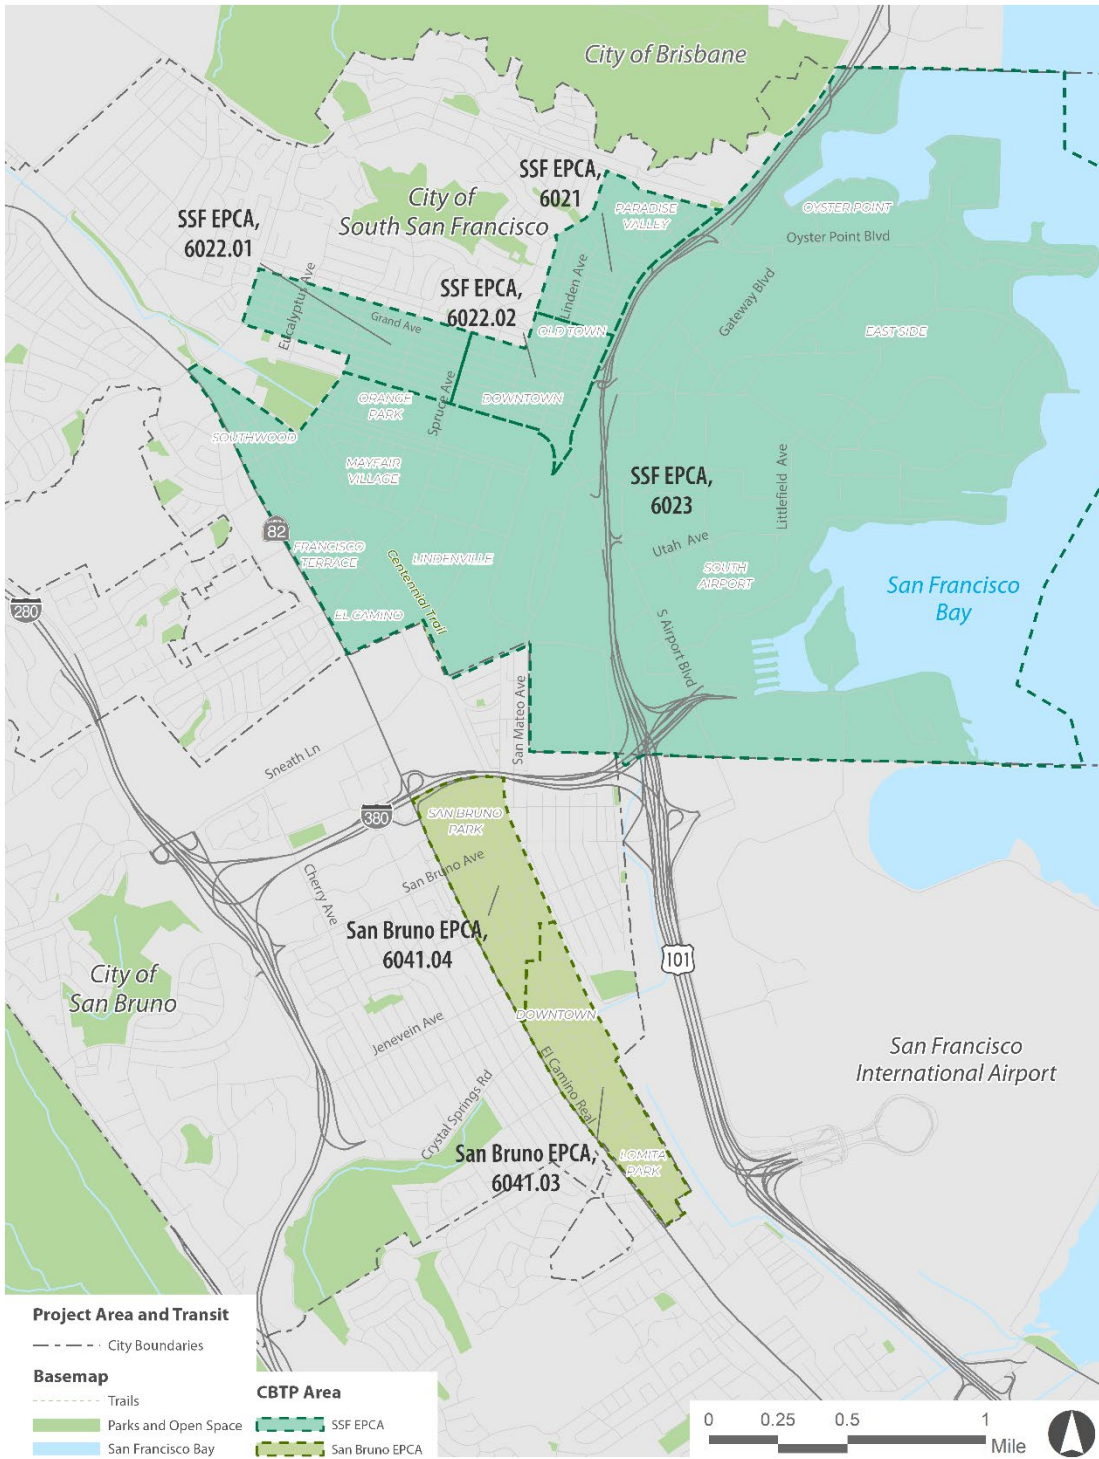 City of Brisbane
SSF EPCA,
6021
City of
South San Francisco
PARADISE
VALLEY
OYSTER POINT
Oyster Point Blvd
SSF EPCA,
6022.01
Eucalyptus Ave
SSF EPCA,
6022.02
Linden Ave
Gateway Blvd
Grand Ave
OLD TOWN
EAST SIDE
ORANGE
PARK
Spruce Ave
DOWNTOWN
SOUTHWOOD
MAYFAIR
VILLAGE
SSF EPCA,
6023
Littlefield Ave
82
FRANCISCO
TERRACE
LINDENVILLE
Centennial Trail
Utah Ave
SOUTH
AIRPORT
San Francisco
Bay
280
EL CAMINO
S Airport Blvd
San Mateo Ave
Sneath Ln
380
SAN BRUNO
PARK
San Bruno Ave
Cherry Ave
San Bruno EPCA,
6041.04
101
City of
San Bruno
DOWNTOWN
Jenevein Ave
El Camino Real
San Francisco
International Airport
Crystal Springs Rd
San Bruno EPCA,
6041.03
LOMITA
PARK
Project Area and Transit
City Boundaries
Basemap
Trails
Parks and Open Space
San Francisco Bay
CBTP Area
SSF EPCA
San Bruno EPCA
0 0.25 0.5 1
Mile